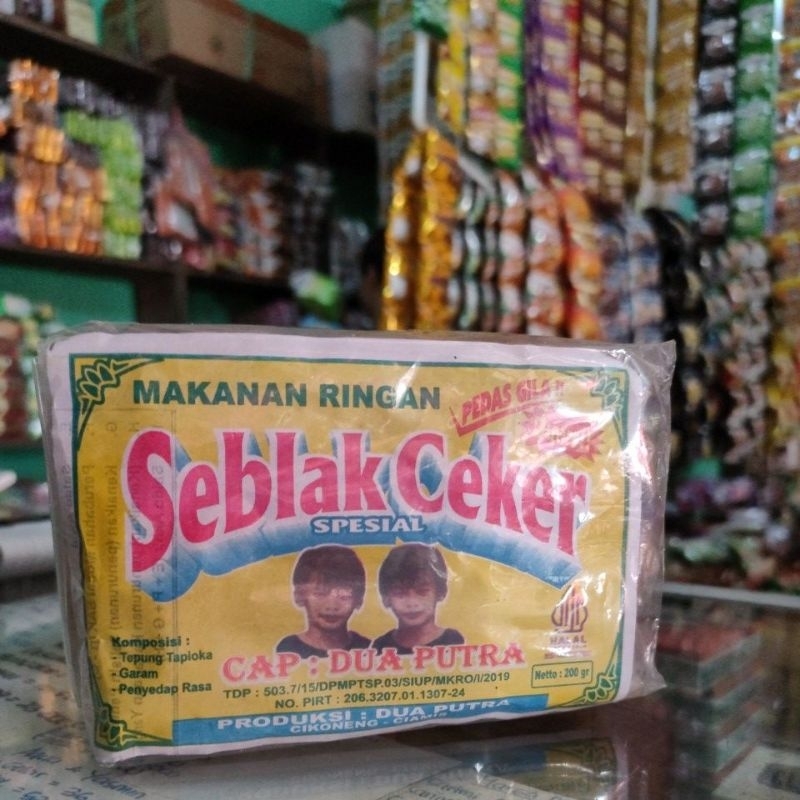 MAKANAN RINGAN
PEDAS GILA
Seblak Ceker
SPESIAL
Komposisi :
- Tepung Tapioka
- Garam
- Penyedap Rasa
CAP : DUA PUTRA
TDP : 503.7/15/DPMPTSP.03/SIUP/MKRO/I/2019
NO. PIRT : 206.3207.01.1307-24
HALAL
Netto : 200 gr
PRODUKSI : DUA PUTRA
CIKONENG - CIAMIS